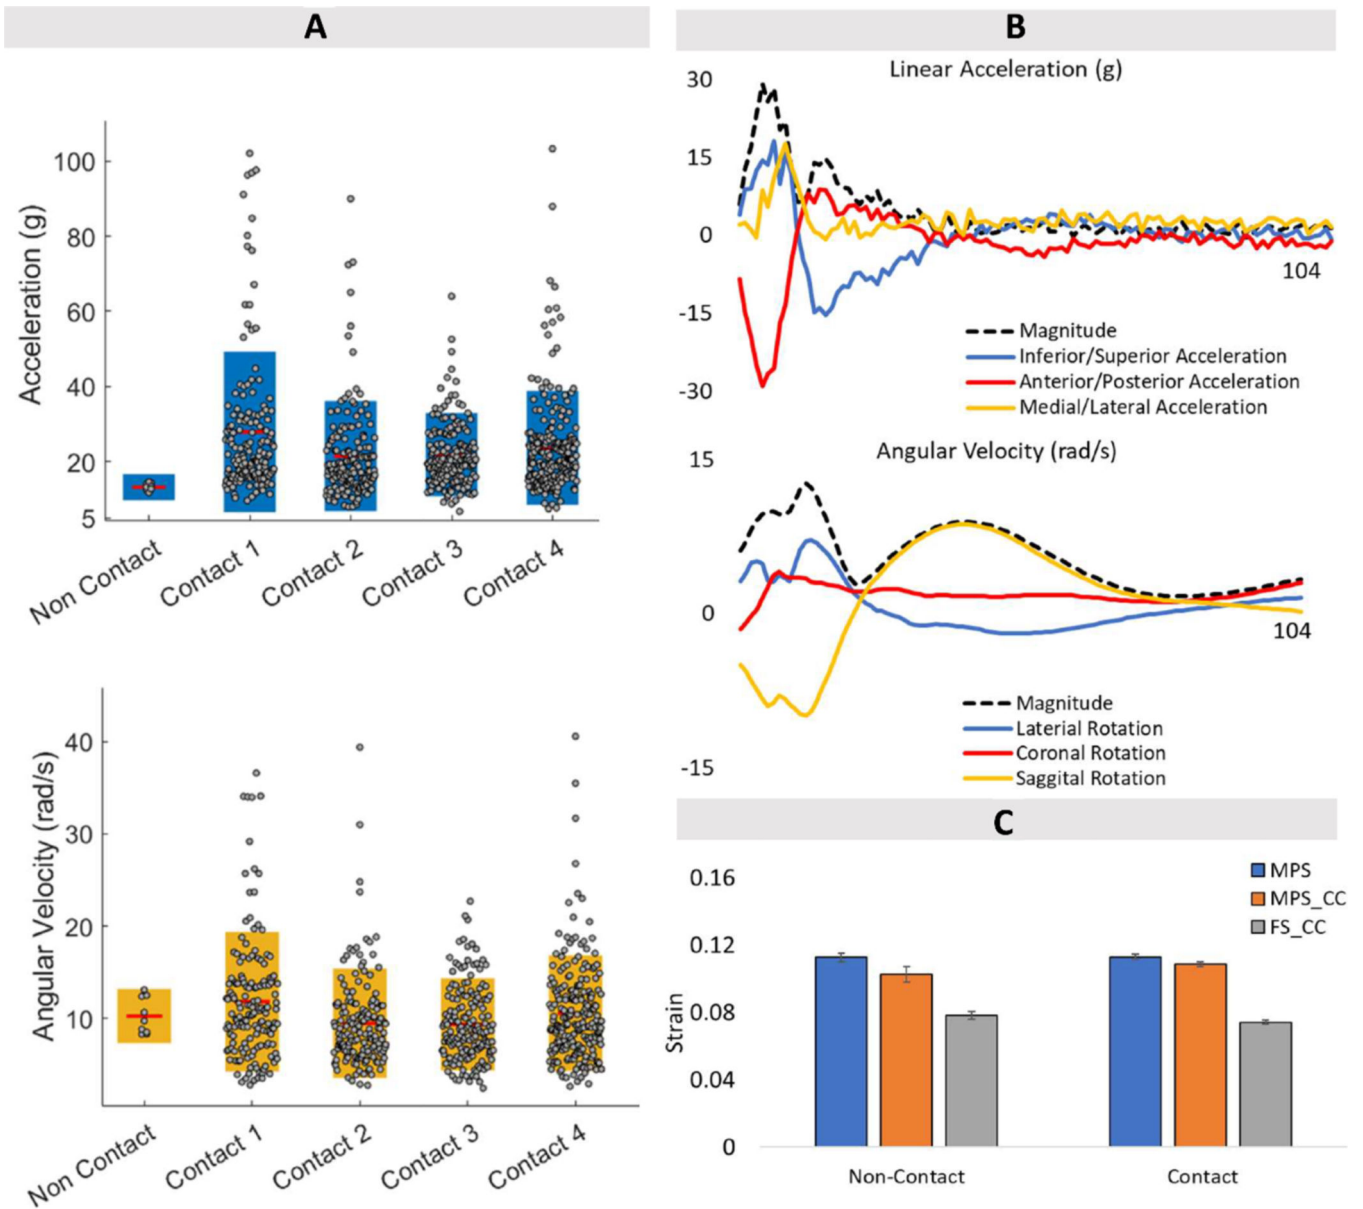 A
Acceleration (g)
100
80
60
40
20
5
Non Contact
Contact 1
Contact 2
Contact 3
Contact 4
Angular Velocity (rad/s)
40
30
20
10
Non Contact
Contact 1
Contact 2
Contact 3
Contact 4
B
Linear Acceleration (g)
30
15
0
-15
-30
104
Magnitude
Inferior/Superior Acceleration
Anterior/Posterior Acceleration
Medial/Lateral Acceleration
Angular Velocity (rad/s)
15
0
-15
104
Magnitude
Laterial Rotation
Coronal Rotation
Saggital Rotation
C
Strain
0.16
0.12
0.08
0.04
0
MPS
MPS_CC
FS_CC
Non-Contact
Contact